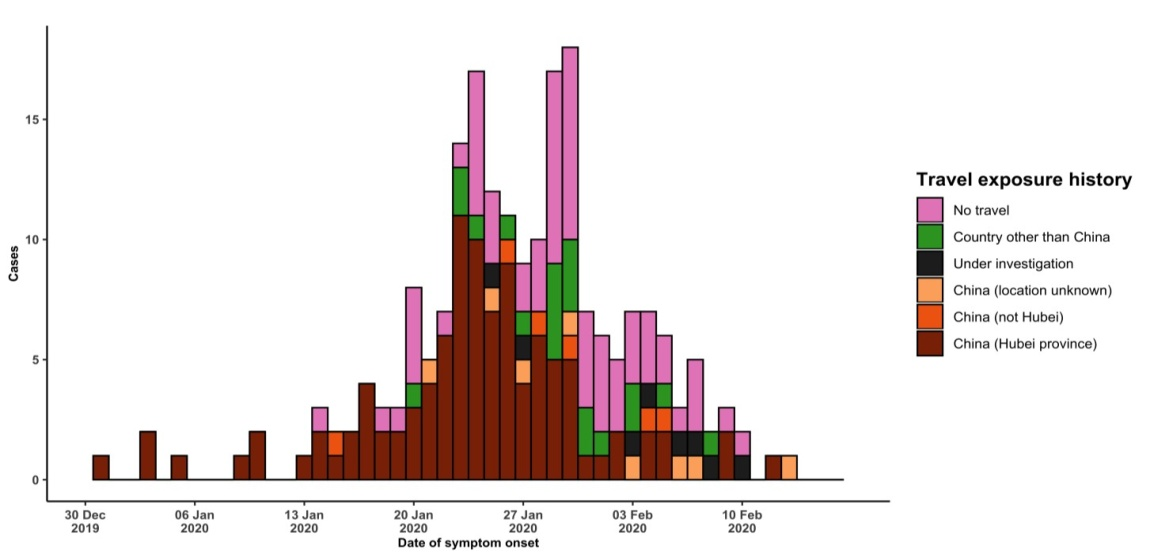 15
10
5
0
Cases
30 Dec
2019
06 Jan
2020
13 Jan
2020
20 Jan
2020
27 Jan
2020
03 Feb
2020
10 Feb
2020
Date of symptom onset
Travel exposure history
No travel
Country other than China
Under investigation
China (location unknown)
China (not Hubei)
China (Hubei province)